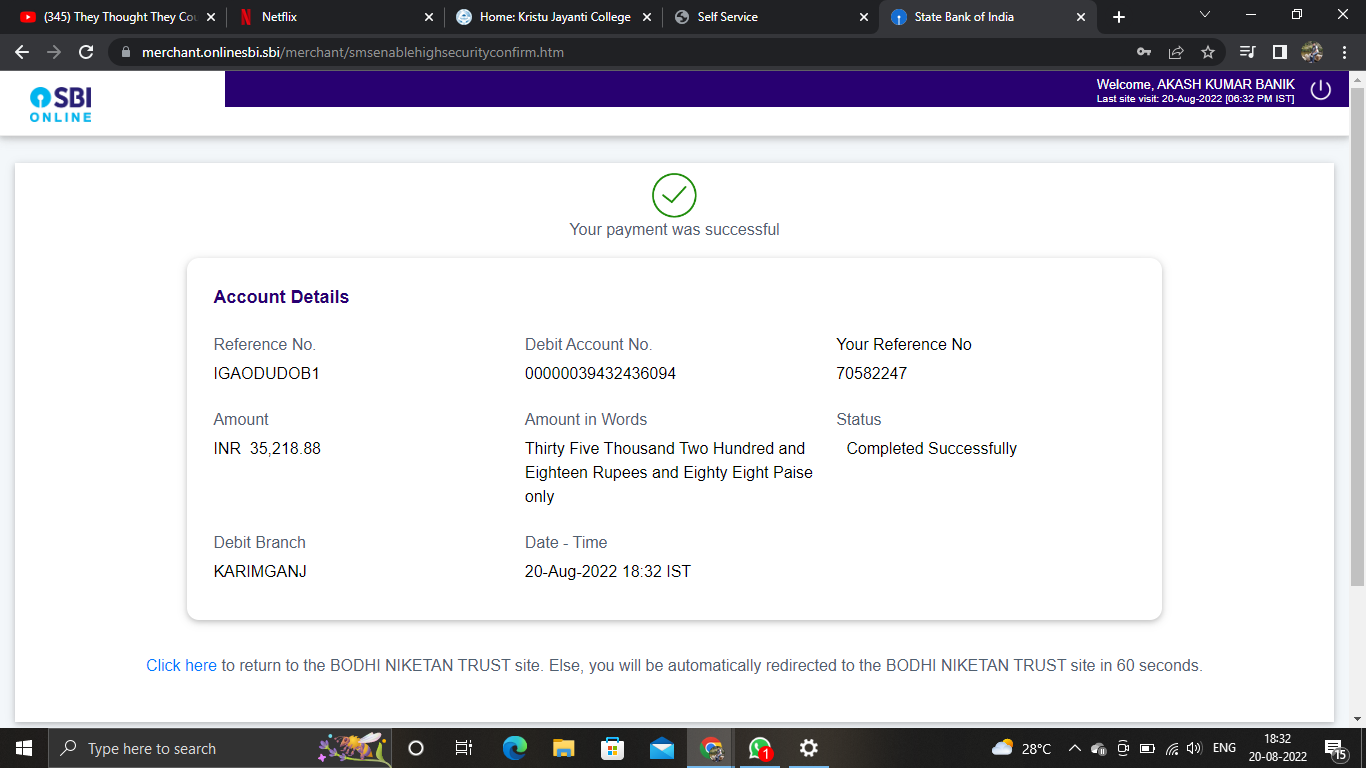 (345) They Thought They Cou
Netflix
Home: Kristu Jayanti College
Self Service
State Bank of India
merchant.onlinesbi.sbi/merchant/smsenablehighsecurityconfirm.htm
SBI
ONLINE
Welcome, AKASH KUMAR BANIK
Last site visit: 20-Aug-2022 [06:32 PM IST]
Your payment was successful
Account Details
Reference No.
Debit Account No.
Your Reference No
IGAODUDOB1
00000039432436094
70582247
Amount
Amount in Words
Status
INR 35,218.88
Thirty Five Thousand Two Hundred and
Eighteen Rupees and Eighty Eight Paise
only
Completed Successfully
Debit Branch
Date - Time
KARIMGANJ
20-Aug-2022 18:32 IST
Click here to return to the BODHI NIKETAN TRUST site. Else, you will be automatically redirected to the BODHI NIKETAN TRUST site in 60 seconds.
Type here to search
1
28°C
ENG
18:32
20-08-2022
15